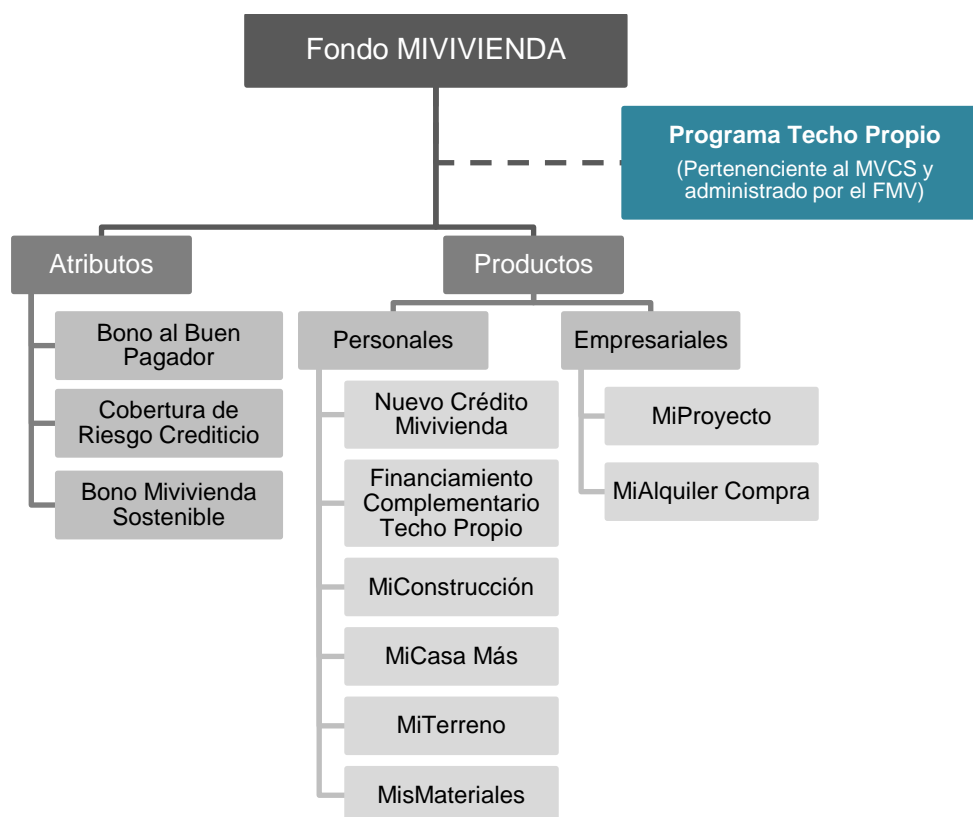 Fondo MIVIVIENDA
Programa Techo Propio
(Pertenenciente al MVCS y
administrado por el FMV)
Atributos
Bono al Buen
Pagador
Cobertura de
Riesgo Crediticio
Bono Mivivienda
Sostenible
Productos
Personales
Nuevo Crédito
Mivivienda
Financiamiento
Complementario
Techo Propio
MiConstrucción
MiCasa Más
MiTerreno
MisMateriales
Empresariales
MiProyecto
MiAlquiler Compra